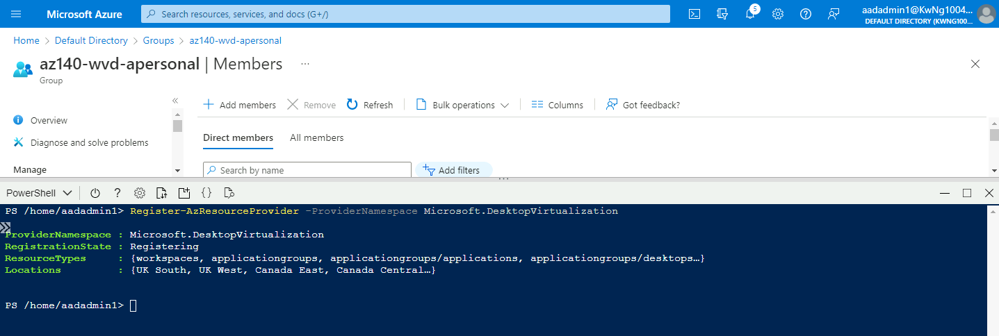 Microsoft Azure
Search resources, services, and docs (G+/)
5
aadadmin1@KwNg1004...
DEFAULT DIRECTORY (KWNG100...
Home > Default Directory > Groups > az140-wvd-apersonal
az140-wvd-apersonal | Members ...
Group
«
Add members Remove Refresh Bulk operations Columns Got feedback?
Overview
Diagnose and solve problems
Manage
Direct members All members
Search by name
Add filters
PowerShell ? {}
PS /home/aadadmin1> Register-AzResourceProvider -ProviderNamespace Microsoft.DesktopVirtualization
ProviderNamespace : Microsoft.DesktopVirtualization
RegistrationState : Registering
ResourceTypes : {workspaces, applicationgroups, applicationgroups/applications, applicationgroups/desktops…}
Locations : {UK South, UK West, Canada East, Canada Central…}
PS /home/aadadmin1>